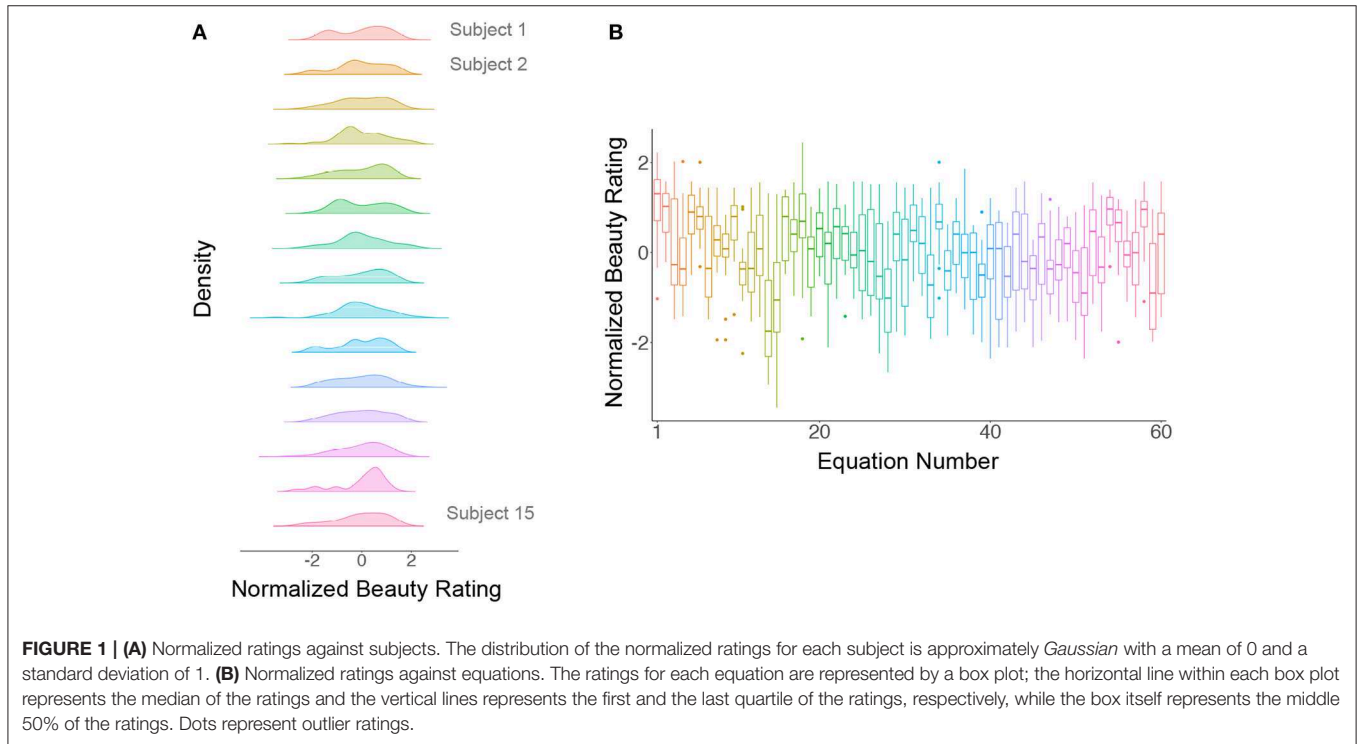 A
Subject 1
Subject 2
Subject 15
Density
-2 0 2
Normalized Beauty Rating
B
Normalized Beauty Rating
2
0
-2
1 20 40 60
Equation Number
FIGURE 1 | (A) Normalized ratings against subjects. The distribution of the normalized ratings for each subject is approximately Gaussian with a mean of 0 and a
standard deviation of 1. (B) Normalized ratings against equations. The ratings for each equation are represented by a box plot; the horizontal line within each box plot
represents the median of the ratings and the vertical lines represents the first and the last quartile of the ratings, respectively, while the box itself represents the middle
50% of the ratings. Dots represent outlier ratings.